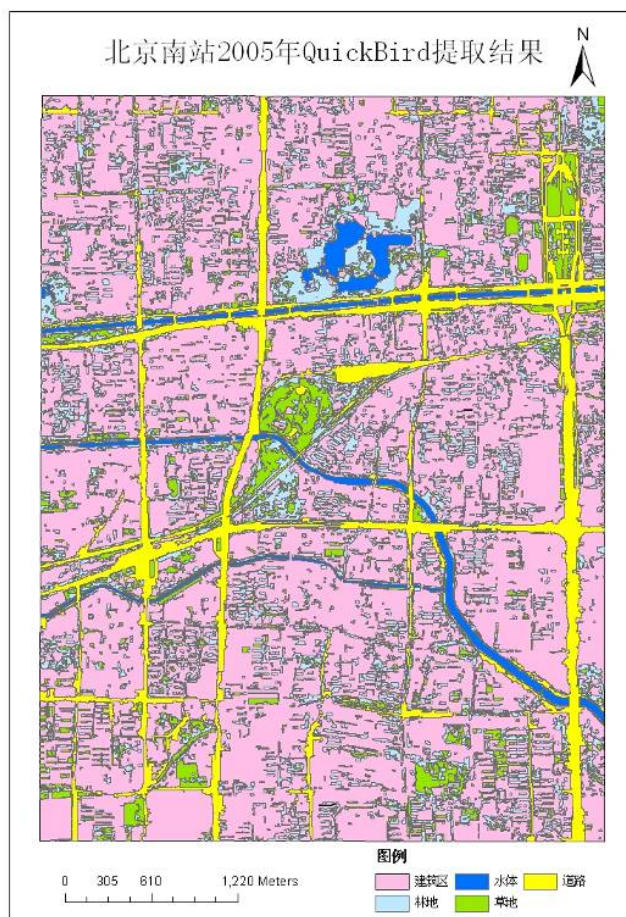 北京南站2005年QuickBird提取结果
N
图例
建筑区 水体 道路
林地 草地
0 305 610 1,220 Meters